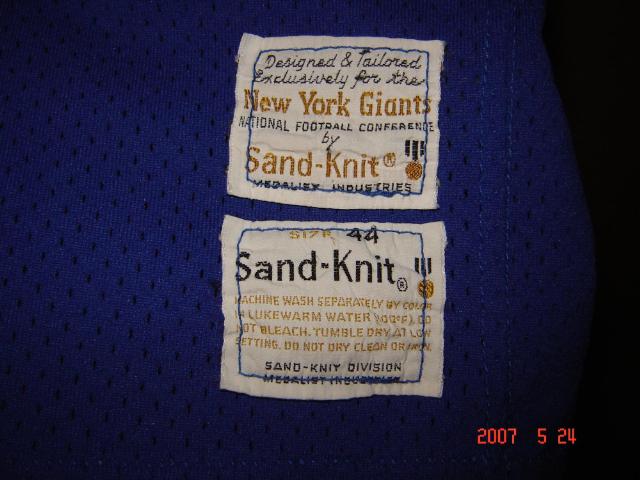 Designed & Tailored
Exclusively for the
New York Giants
NATIONAL FOOTBALL CONFERENCE
by
Sand-Knit®
MEDALIST INDUSTRIES
SIZE 44
Sand-Knit®
MACHINE WASH SEPARATELY BY COLOR
IN LUKEWARM WATER (100°F). DO
NOT BLEACH. TUMBLE DRY AT LOW
SETTING. DO NOT DRY CLEAN OR IRON.
SAND-KNIT DIVISION
MEDALIST INDUSTRIES
2007 5 24